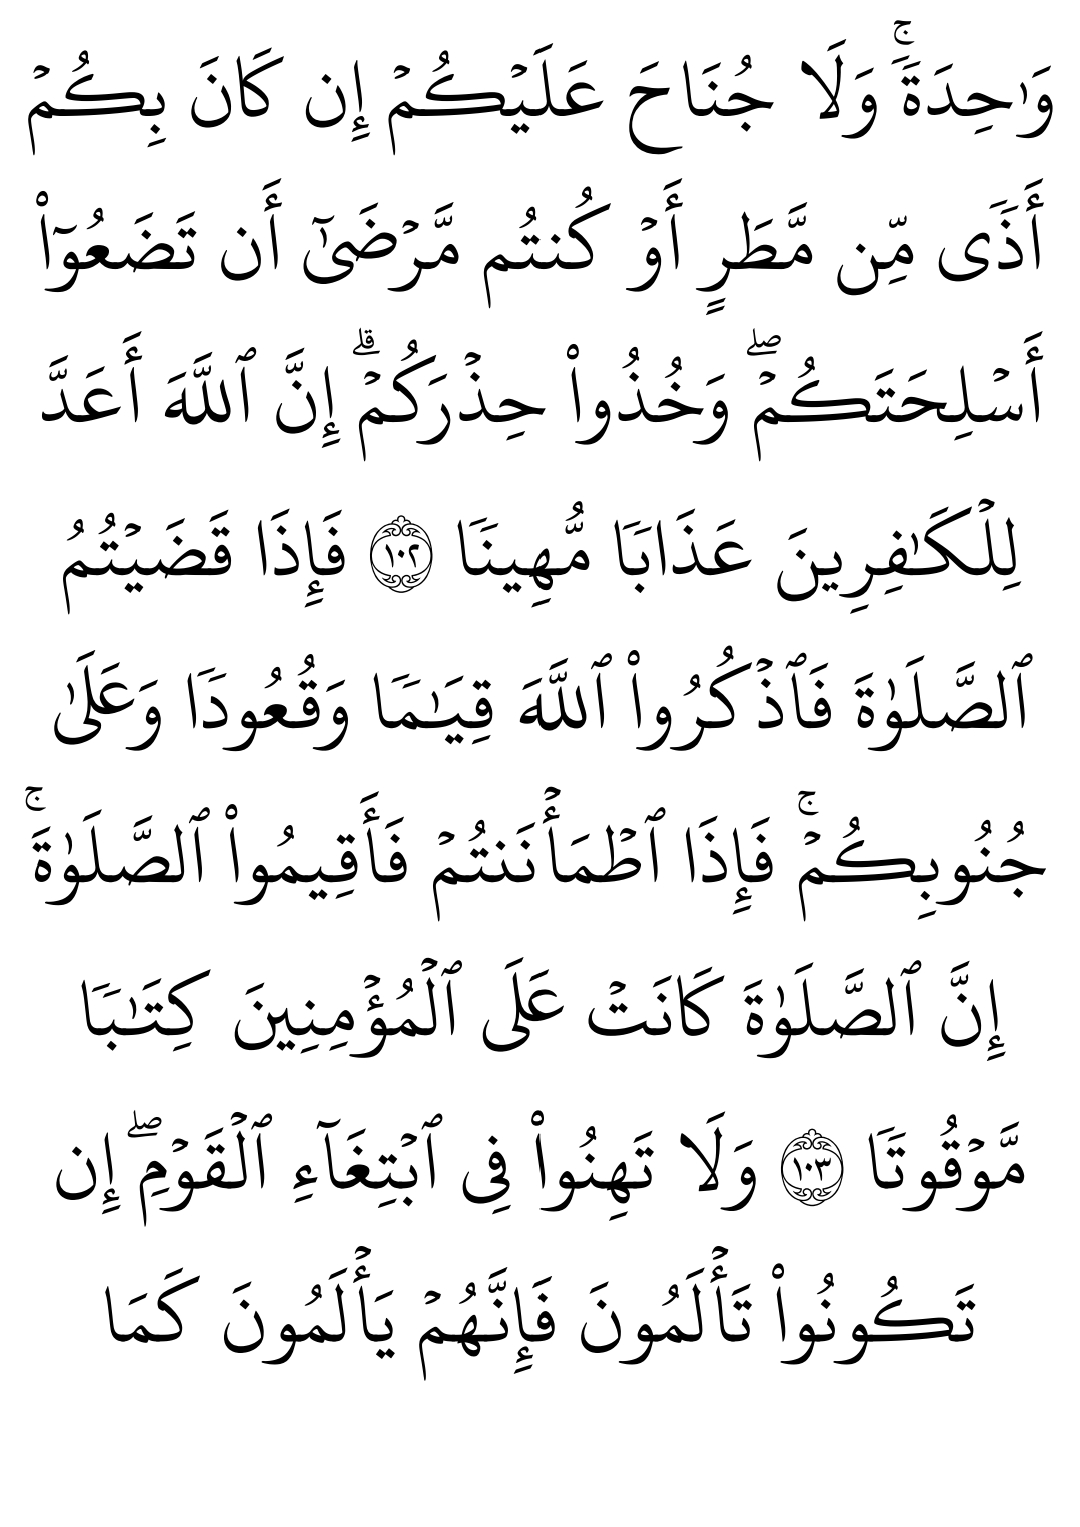 وَٰحِدَةٗۚ وَلَا جُنَاحَ عَلَيۡكُمۡ إِن كَانَ بِكُمۡ
أَذٗى مِّن مَّطَرٍ أَوۡ كُنتُم مَّرۡضَىٰٓ أَن تَضَعُوٓاْ
أَسۡلِحَتَكُمۡۖ وَخُذُواْ حِذۡرَكُمۡۗ إِنَّ ٱللَّهَ أَعَدَّ
لِلۡكَٰفِرِينَ عَذَابٗا مُّهِينٗا ١٠٢ فَإِذَا قَضَيۡتُمُ
ٱلصَّلَوٰةَ فَٱذۡكُرُواْ ٱللَّهَ قِيَٰمٗا وَقُعُودٗا وَعَلَىٰ
جُنُوبِكُمۡۚ فَإِذَا ٱطۡمَأۡنَنتُمۡ فَأَقِيمُواْ ٱلصَّلَوٰةَۚ
إِنَّ ٱلصَّلَوٰةَ كَانَتۡ عَلَى ٱلۡمُؤۡمِنِينَ كِتَٰبٗا
مَّوۡقُوتٗا ١٠٣ وَلَا تَهِنُواْ فِي ٱبۡتِغَآءِ ٱلۡقَوۡمِۖ إِن
تَكُونُواْ تَأۡلَمُونَ فَإِنَّهُمۡ يَأۡلَمُونَ كَمَا